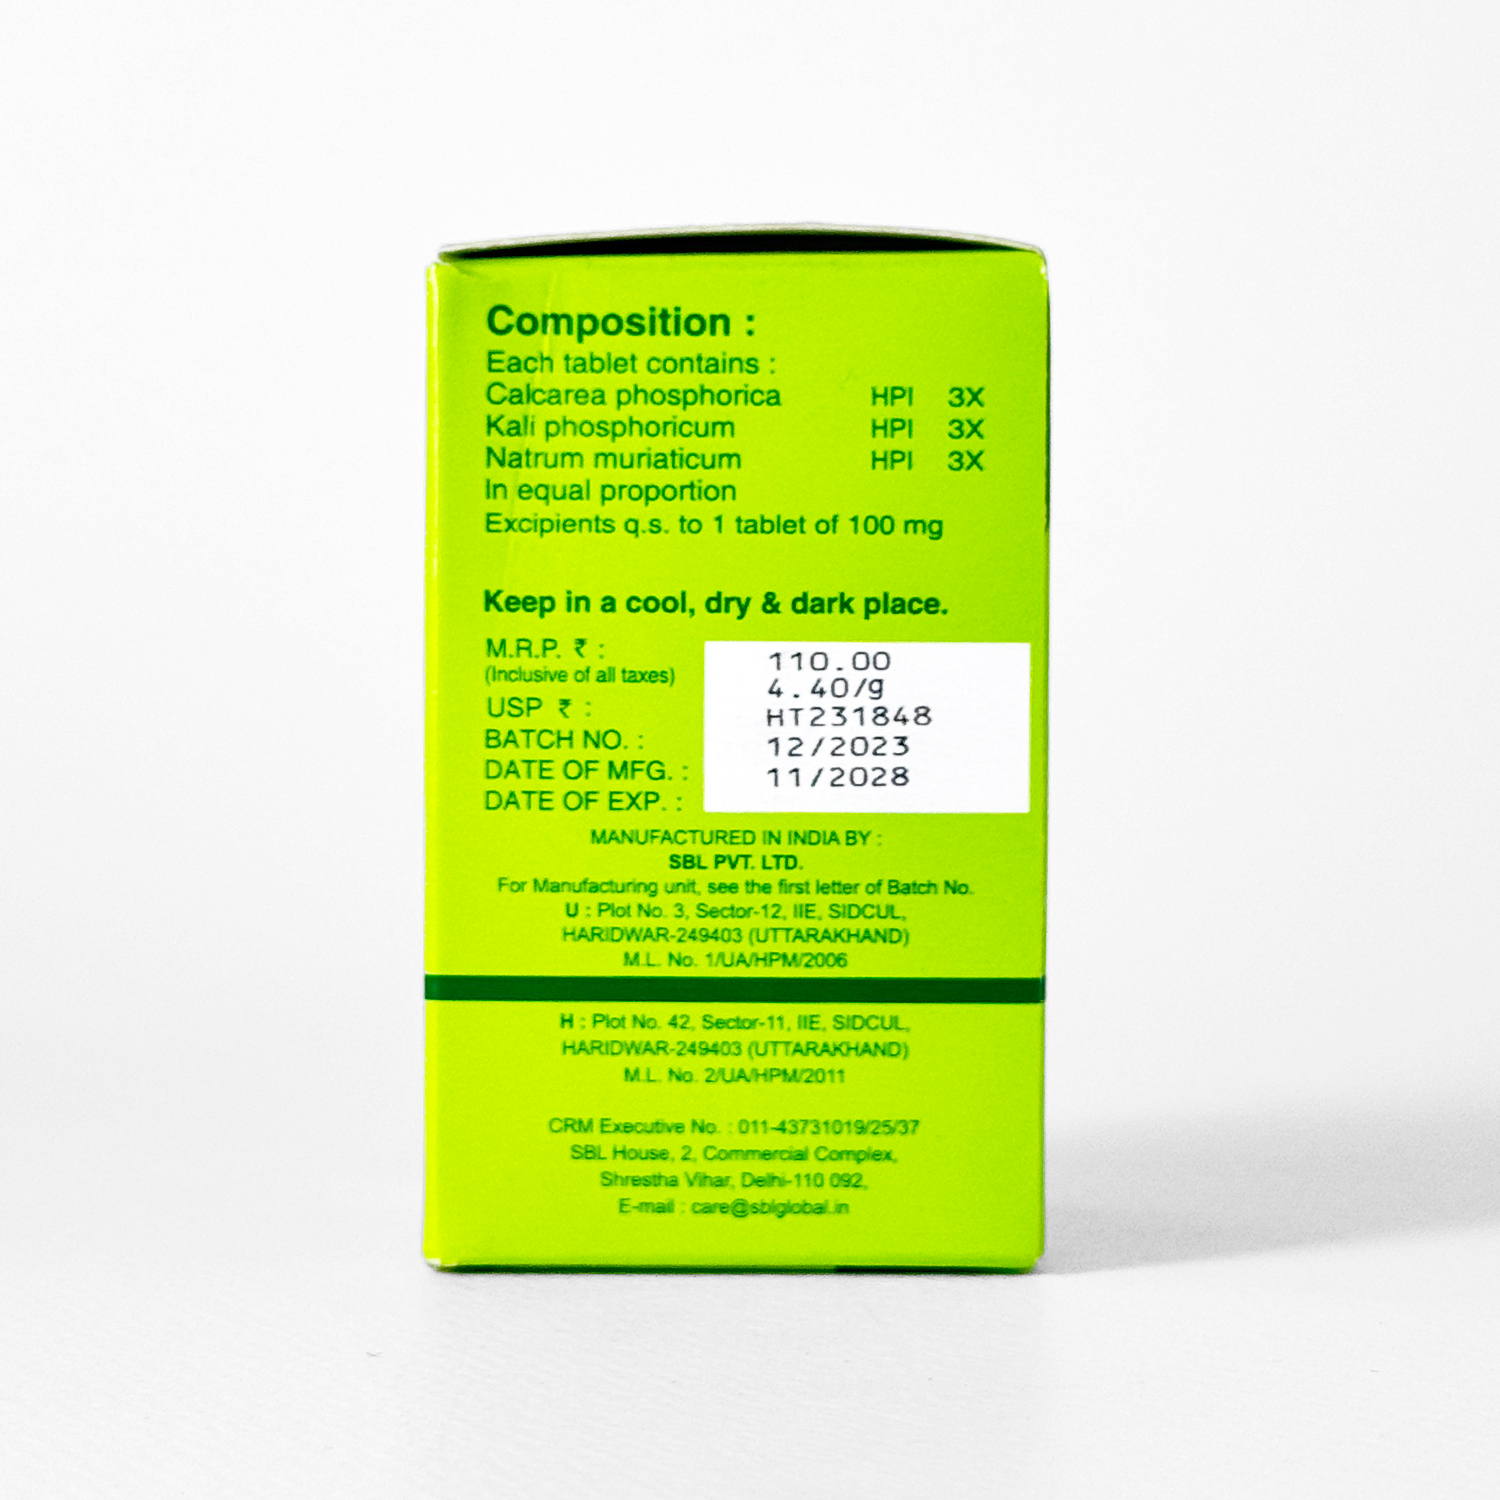 Composition :
Each tablet contains :
Calcarea phosphorica HPI 3X
Kali phosphoricum HPI 3X
Natrum muriaticum HPI 3X
In equal proportion
Excipients q.s. to 1 tablet of 100 mg
Keep in a cool, dry & dark place.
M.R.P. ₹ : 110.00
(Inclusive of all taxes)
USP ₹ : 4.40/g
BATCH NO. : HT231848
DATE OF MFG. : 12/2023
DATE OF EXP. : 11/2028
MANUFACTURED IN INDIA BY :
SBL PVT. LTD.
For Manufacturing unit, see the first letter of Batch No.
U : Plot No. 3, Sector-12, IIE, SIDCUL,
HARIDWAR-249403 (UTTARAKHAND)
M.L. No. 1/UA/HPM/2006
H : Plot No. 42, Sector-11, IIE, SIDCUL,
HARIDWAR-249403 (UTTARAKHAND)
M.L. No. 2/UA/HPM/2011
CRM Executive No. : 011-43731019/25/37
SBL House, 2, Commercial Complex,
Shrestha Vihar, Delhi-110 092,
E-mail : care@sblglobal.in